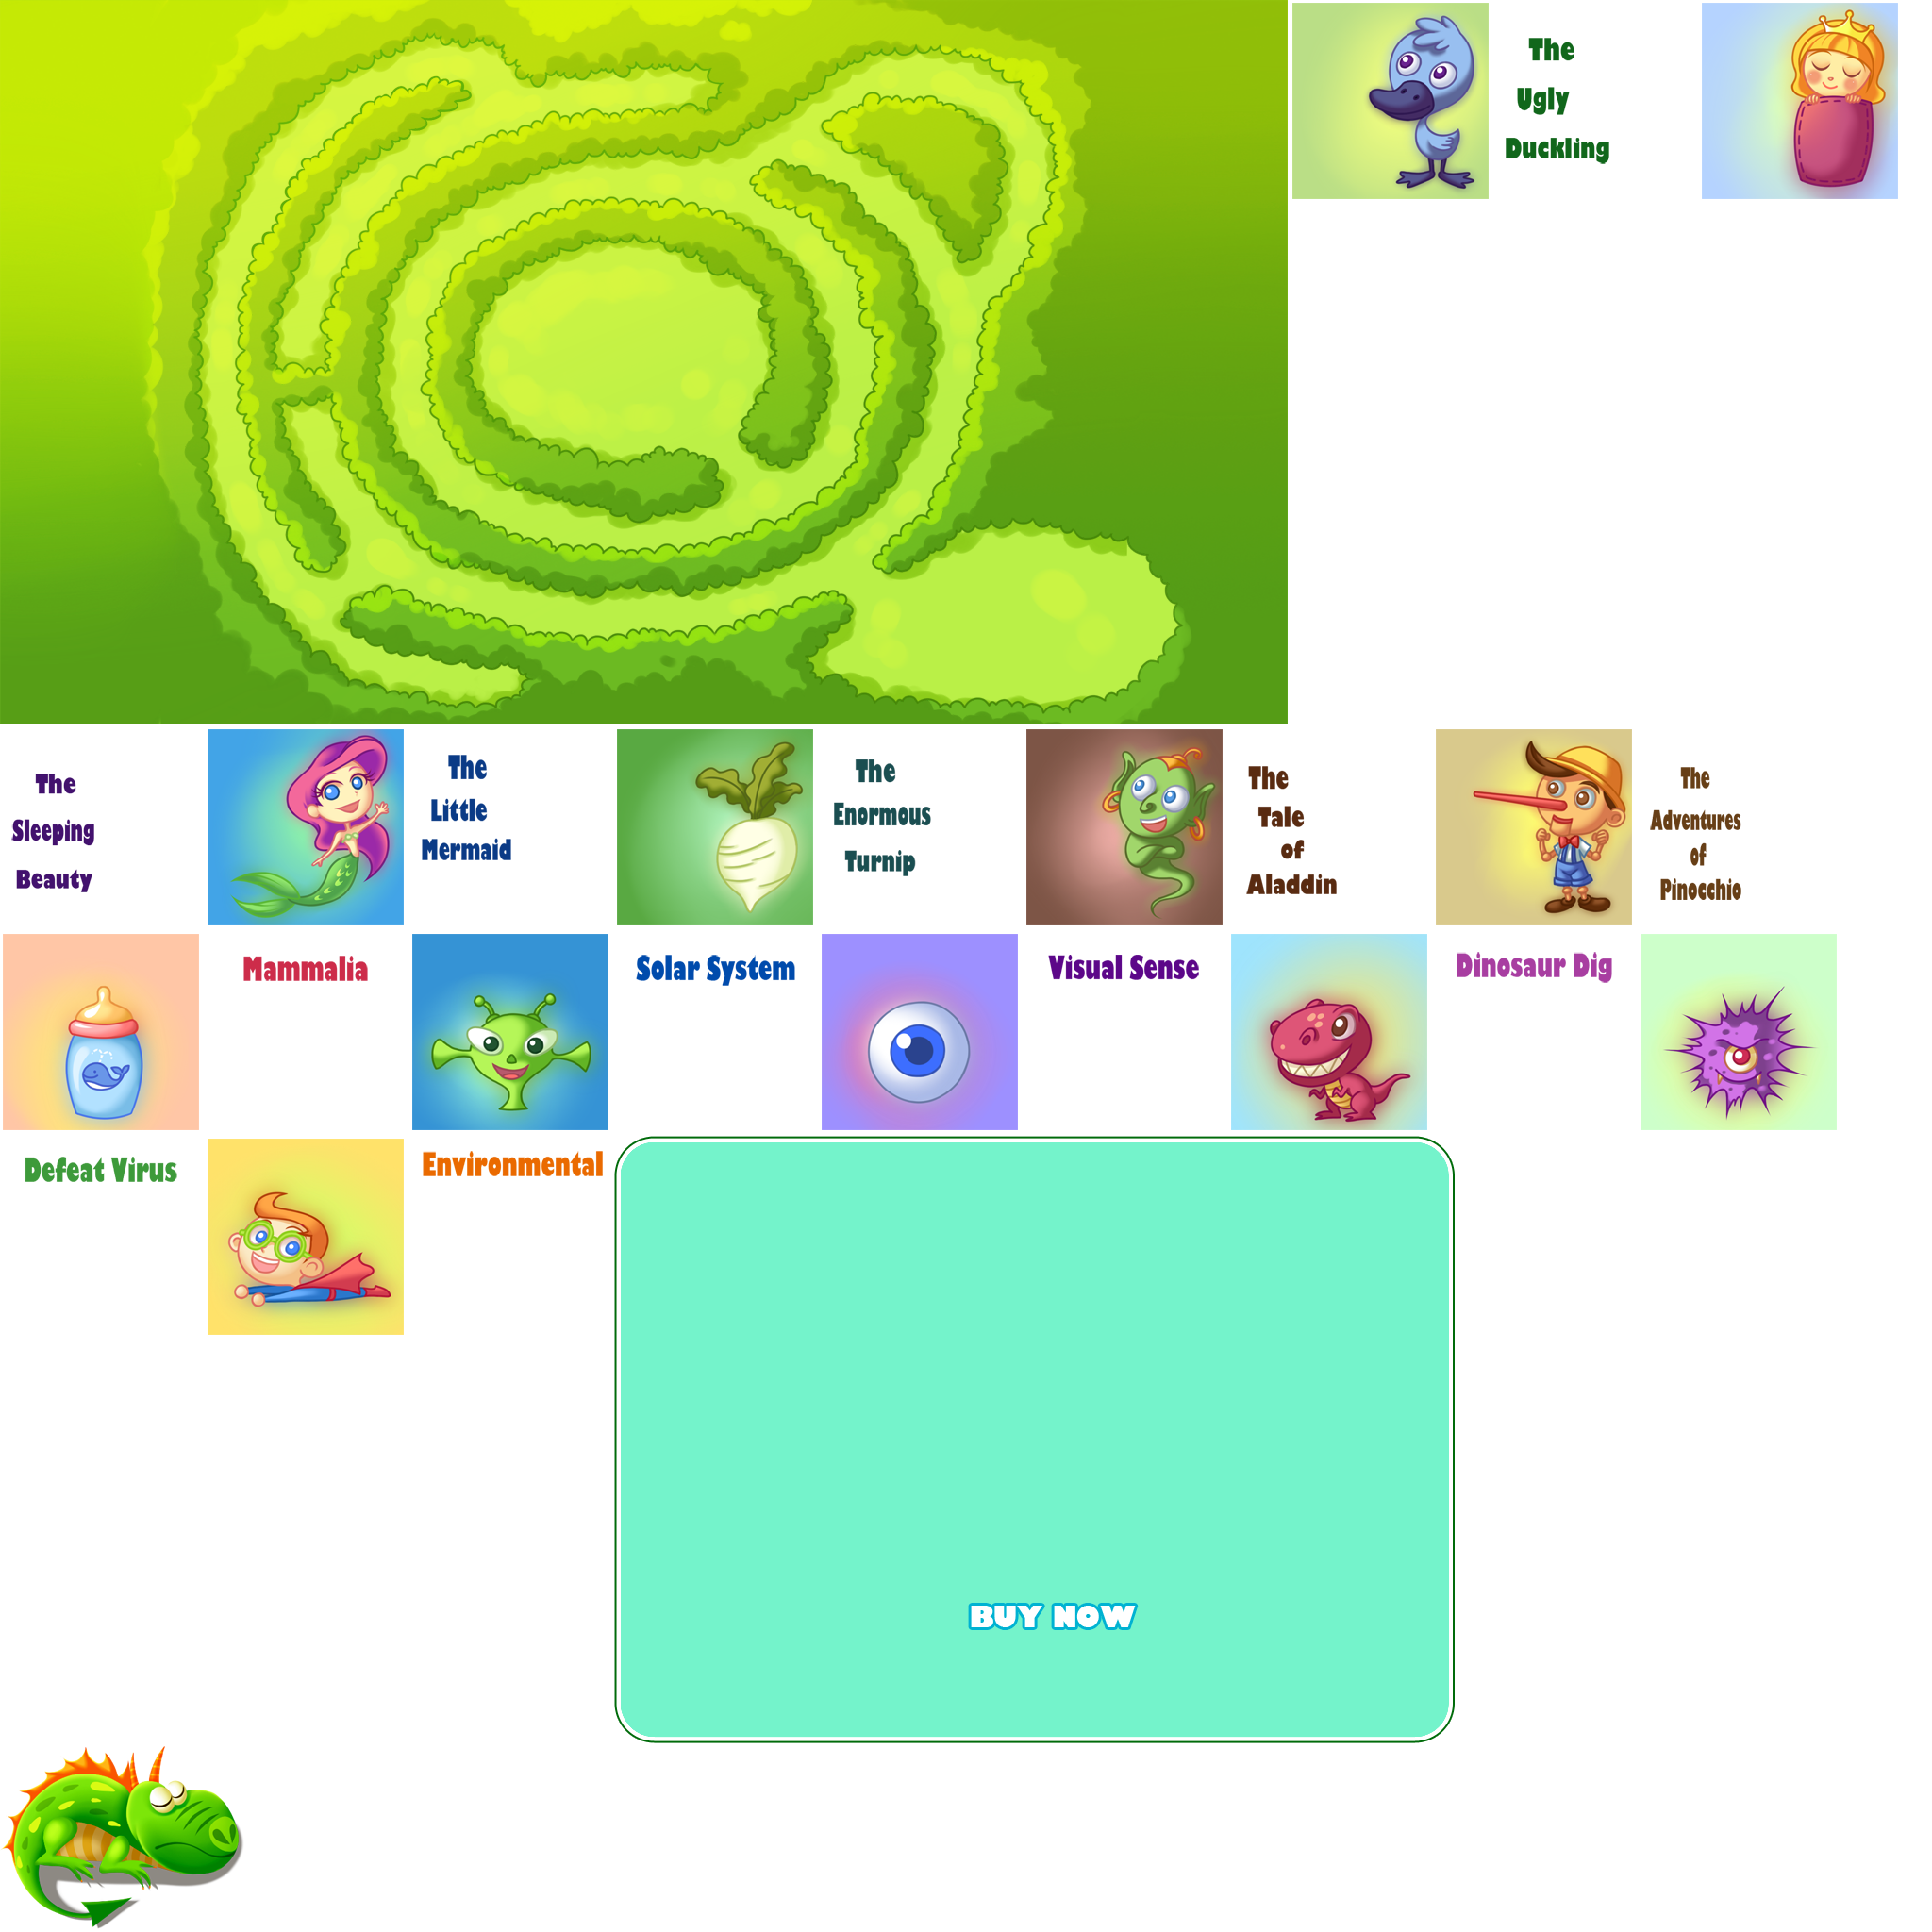 The
Ugly
Duckling
The
Sleeping
Beauty
The
Little
Mermaid
The
Enormous
Turnip
The
Tale
of
Aladdin
The
Adventures
of
Pinocchio
Mammalia
Solar System
Visual Sense
Dinosaur Dig
Defeat Virus
Environmental
BUY NOW